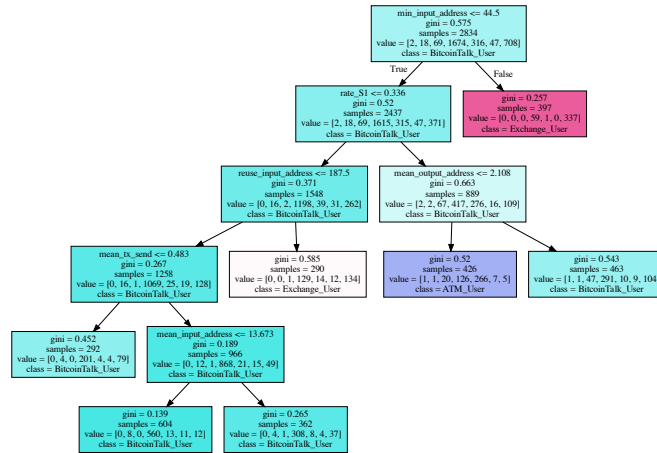 min_input_address <= 44.5
gini = 0.575
samples = 2834
value = [2, 18, 69, 1674, 316, 47, 708]
class = BitcoinTalk_User
True
False
rate_S1 <= 0.336
gini = 0.52
samples = 2437
value = [2, 18, 69, 1615, 315, 47, 371]
class = BitcoinTalk_User
gini = 0.257
samples = 397
value = [0, 0, 0, 59, 1, 0, 337]
class = Exchange_User
reuse_input_address <= 187.5
gini = 0.371
samples = 1548
value = [0, 16, 2, 1198, 39, 31, 262]
class = BitcoinTalk_User
mean_output_address <= 2.108
gini = 0.663
samples = 889
value = [2, 2, 67, 417, 276, 16, 109]
class = BitcoinTalk_User
mean_tx_send <= 0.483
gini = 0.267
samples = 1258
value = [0, 16, 1, 1069, 25, 19, 128]
class = BitcoinTalk_User
gini = 0.585
samples = 290
value = [0, 0, 1, 129, 14, 12, 134]
class = Exchange_User
gini = 0.52
samples = 426
value = [1, 1, 20, 126, 266, 7, 5]
class = ATM_User
gini = 0.543
samples = 463
value = [1, 1, 47, 291, 10, 9, 104]
class = BitcoinTalk_User
gini = 0.452
samples = 292
value = [0, 4, 0, 201, 4, 4, 79]
class = BitcoinTalk_User
mean_input_address <= 13.673
gini = 0.189
samples = 966
value = [0, 12, 1, 868, 21, 15, 49]
class = BitcoinTalk_User
gini = 0.139
samples = 604
value = [0, 8, 0, 560, 13, 11, 12]
class = BitcoinTalk_User
gini = 0.265
samples = 362
value = [0, 4, 1, 308, 8, 4, 37]
class = BitcoinTalk_User